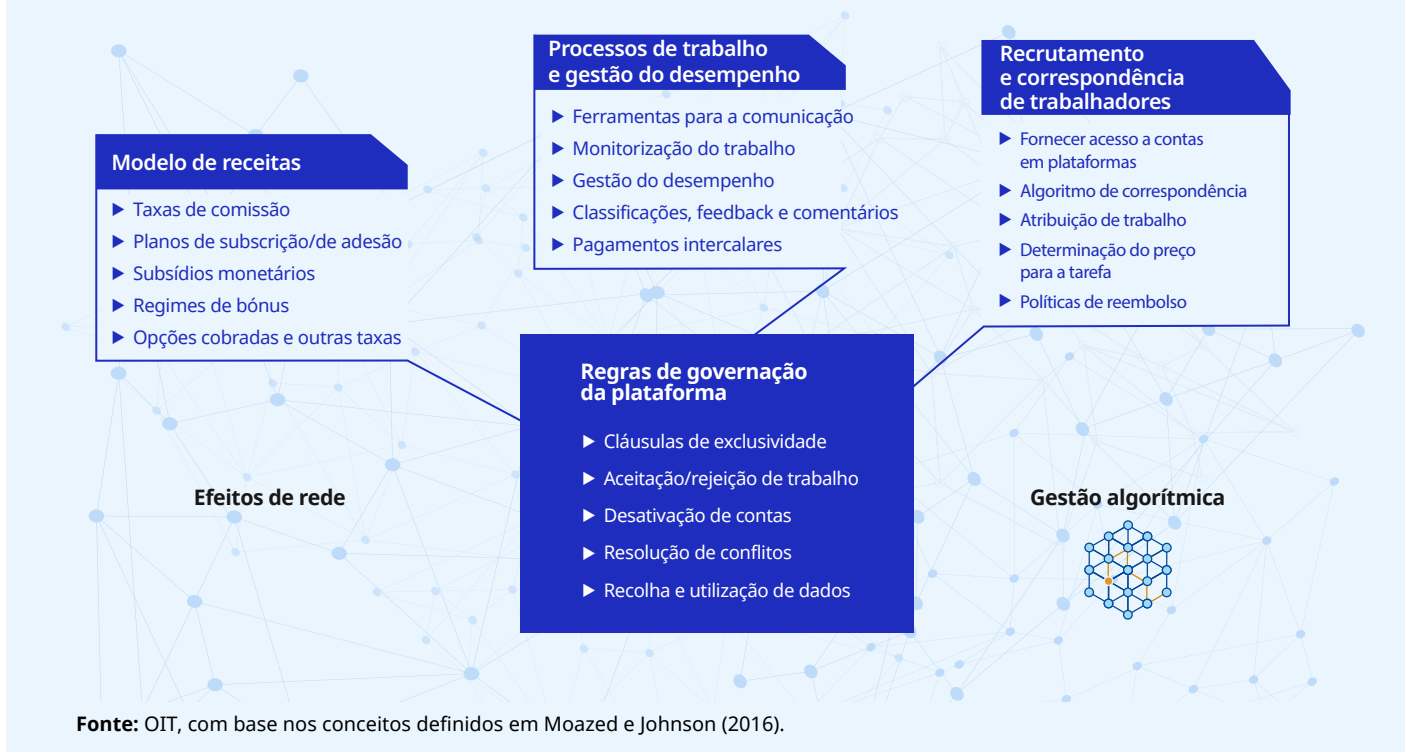 Modelo de receitas
▶ Taxas de comissão
▶ Planos de subscrição/de adesão
▶ Subsídios monetários
▶ Regimes de bónus
▶ Opções cobradas e outras taxas
Processos de trabalho
e gestão do desempenho
▶ Ferramentas para a comunicação
▶ Monitorização do trabalho
▶ Gestão do desempenho
▶ Classificações, feedback e comentários
▶ Pagamentos intercalares
Recrutamento
e correspondência
de trabalhadores
▶ Fornecer acesso a contas
em plataformas
▶ Algoritmo de correspondência
▶ Atribuição de trabalho
▶ Determinação do preço
para a tarefa
▶ Políticas de reembolso
Regras de governação
da plataforma
▶ Cláusulas de exclusividade
▶ Aceitação/rejeição de trabalho
▶ Desativação de contas
▶ Resolução de conflitos
▶ Recolha e utilização de dados
Efeitos de rede
Gestão algorítmica
Fonte: OIT, com base nos conceitos definidos em Moazed e Johnson (2016).